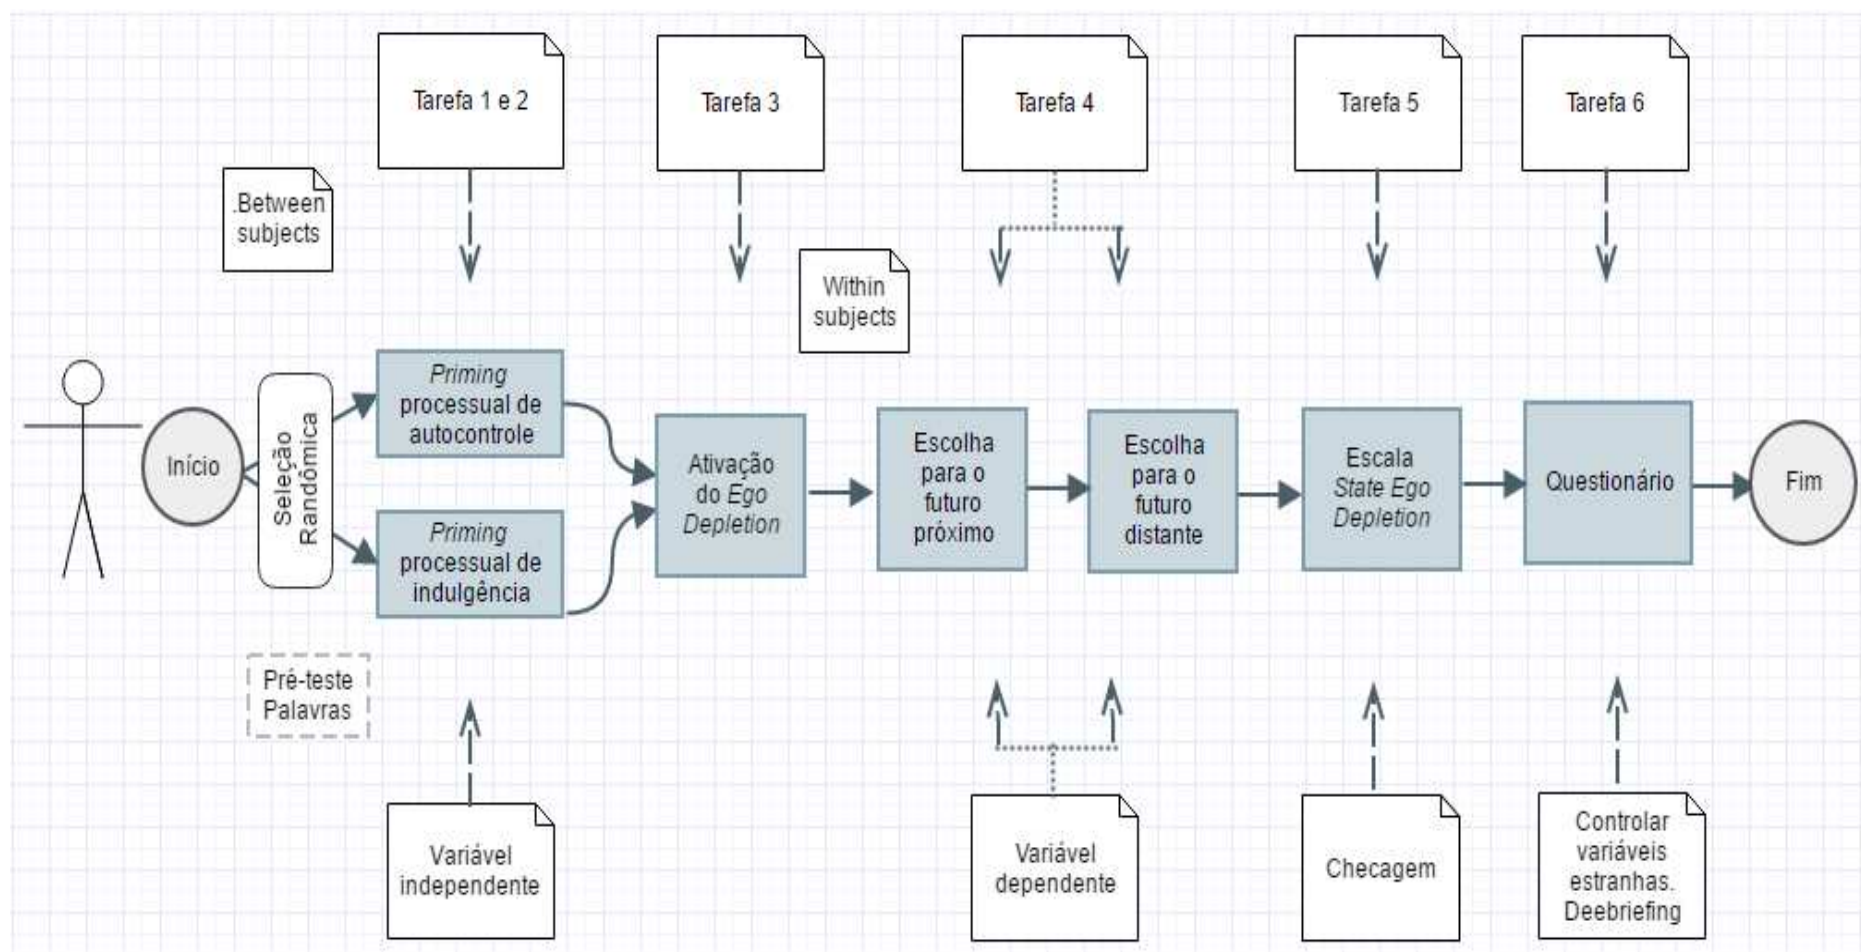 Tarefa 1 e 2
Tarefa 3
Tarefa 4
Tarefa 5
Tarefa 6
.Between
subjects
Within
subjects
Início
Seleção
Randômica
Priming
processual de
autocontrole
Priming
processual de
indulgência
Ativação
do Ego
Depletion
Escolha
para o
futuro
próximo
Escolha
para o
futuro
distante
Escala
State Ego
Depletion
Questionário
Fim
Pré-teste
Palavras
Variável
independente
Variável
dependente
Checagem
Controlar
variáveis
estranhas.
Deebriefing